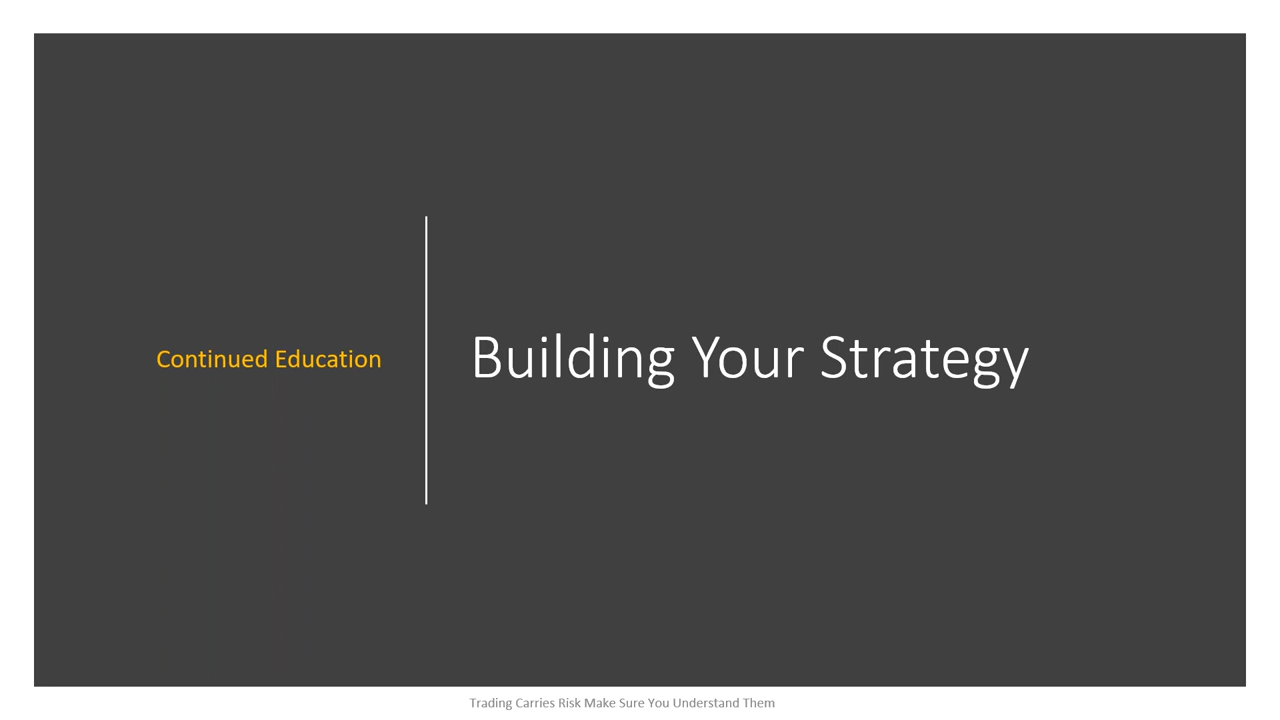 Continued Education
Building Your Strategy
Trading Carries Risk Make Sure You Understand Them